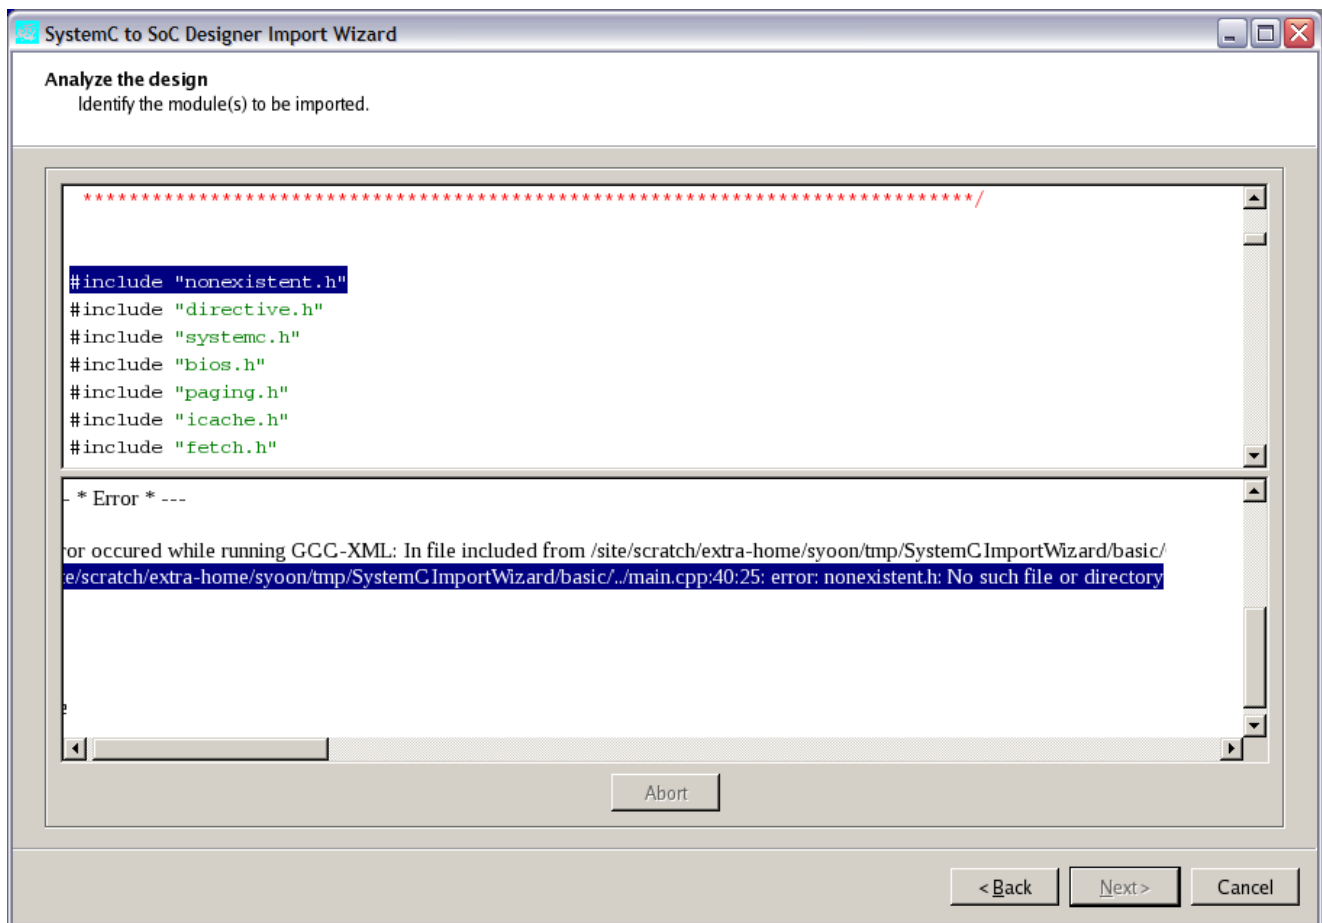 SystemC to SoC Designer Import Wizard
Analyze the design
Identify the module(s) to be imported.
*****************************************************************************/
#include "nonexistent.h"
#include "directive.h"
#include "systemc.h"
#include "bios.h"
#include "paging.h"
#include "icache.h"
#include "fetch.h"
- * Error * ---
ror occured while running GCC-XML: In file included from /site/scratch/extra-home/syoon/tmp/SystemCImportWizard/basic/
te/scratch/extra-home/syoon/tmp/SystemCImportWizard/basic/../main.cpp:40:25: error: nonexistent.h: No such file or directory
Abort
< Back
Next >
Cancel